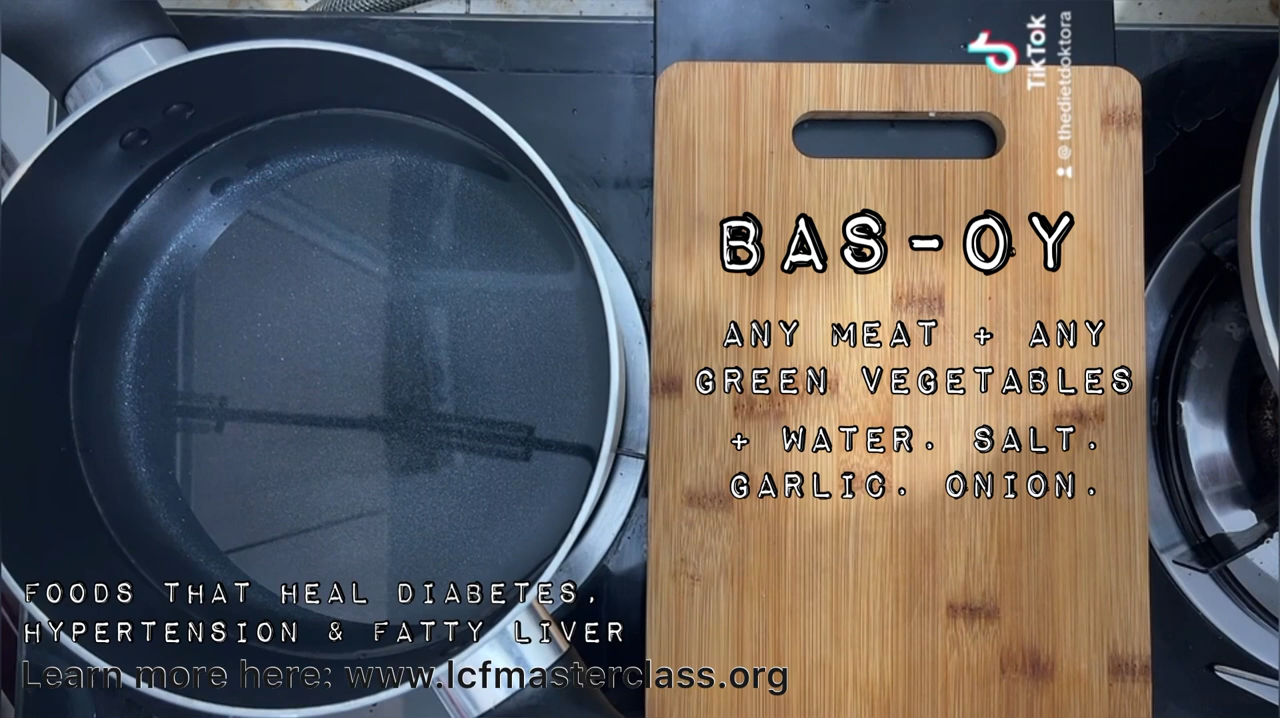 TikTok
@thedietdoktora
BAS-OY
ANY MEAT + ANY
GREEN VEGETABLES
+ WATER. SALT.
GARLIC. ONION.
FOODS THAT HEAL DIABETES,
HYPERTENSION & FATTY LIVER
Learn more here: www.lcfmasterclass.org